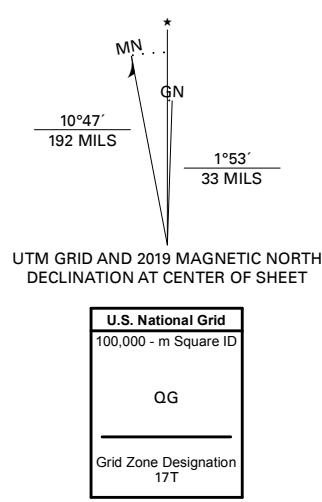 MN
GN
10°47´
192 MILS
1°53´
33 MILS
UTM GRID AND 2019 MAGNETIC NORTH
DECLINATION AT CENTER OF SHEET
U.S. National Grid
100,000 - m Square ID
QG
Grid Zone Designation
17T